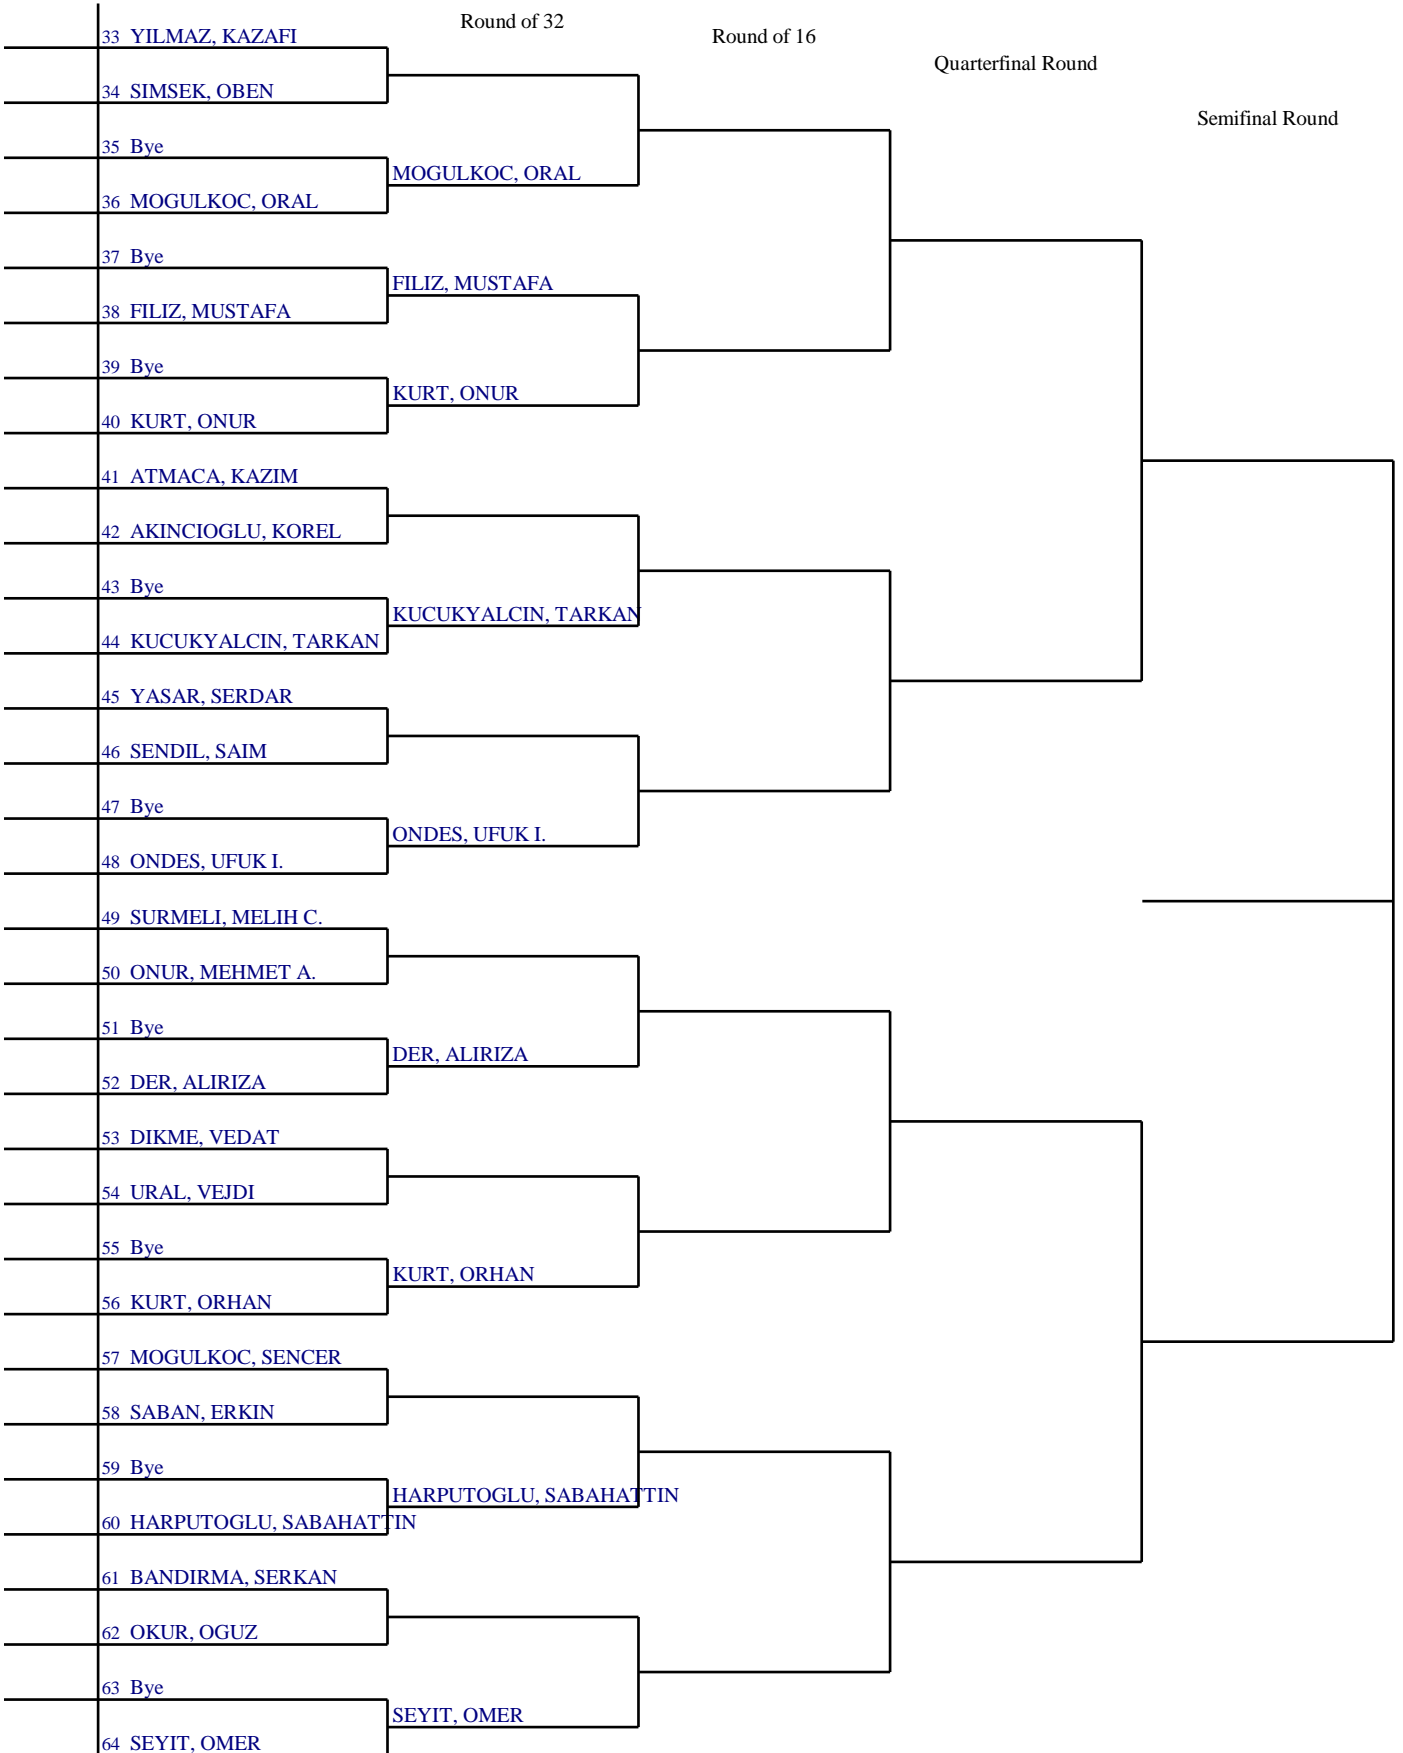 Round of 32
Round of 16
Quarterfinal Round
Semifinal Round
33 YILMAZ, KAZAFI
34 SIMSEK, OBEN
35 Bye
MOGULKOC, ORAL
36 MOGULKOC, ORAL
37 Bye
FILIZ, MUSTAFA
38 FILIZ, MUSTAFA
39 Bye
KURT, ONUR
40 KURT, ONUR
41 ATMACA, KAZIM
42 AKINCIOGLU, KOREL
43 Bye
KUCUKYALCIN, TARKAN
44 KUCUKYALCIN, TARKAN
45 YASAR, SERDAR
46 SENDIL, SAIM
47 Bye
ONDES, UFUK I.
48 ONDES, UFUK I.
49 SURMELI, MELIH C.
50 ONUR, MEHMET A.
51 Bye
DER, ALIRIZA
52 DER, ALIRIZA
53 DIKME, VEDAT
54 URAL, VEJDI
55 Bye
KURT, ORHAN
56 KURT, ORHAN
57 MOGULKOC, SENCER
58 SABAN, ERKIN
59 Bye
HARPUTOGLU, SABAHATTIN
60 HARPUTOGLU, SABAHATTIN
61 BANDIRMA, SERKAN
62 OKUR, OGUZ
63 Bye
SEYIT, OMER
64 SEYIT, OMER